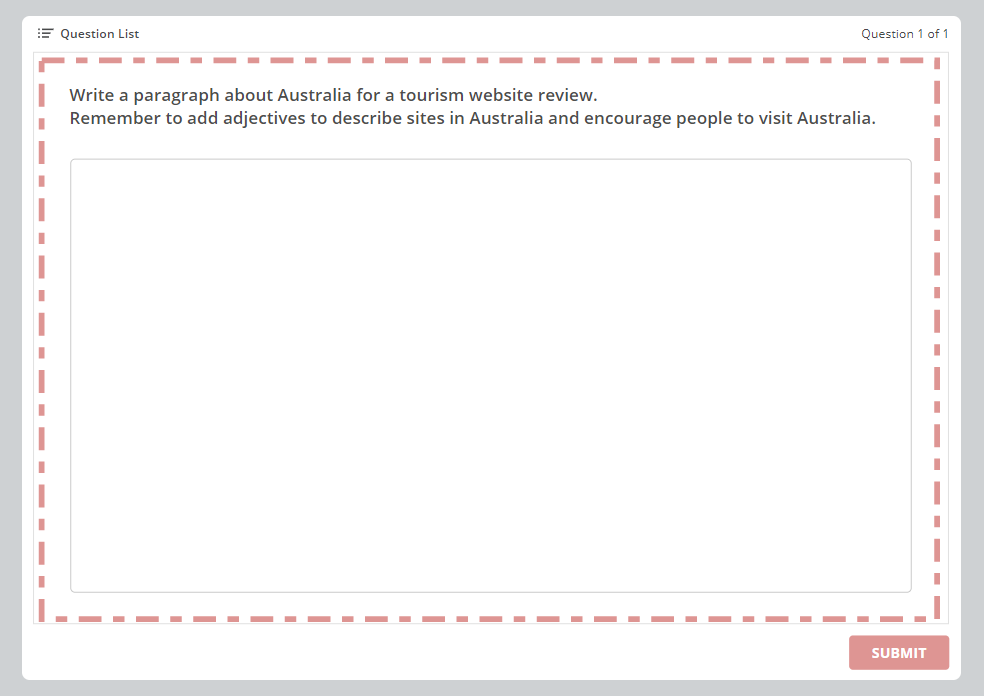 Question List
Question 1 of 1
Write a paragraph about Australia for a tourism website review.
Remember to add adjectives to describe sites in Australia and encourage people to visit Australia.
SUBMIT